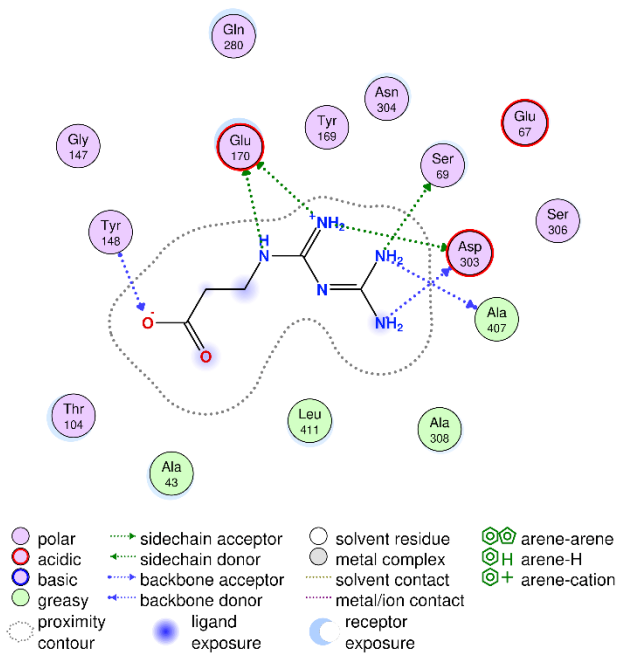 Gln
280
Asn
304
Glu
67
Tyr
169
Gly
147
Glu
170
Ser
69
Ser
306
Tyr
148
H
N
+
NH2
NH2
Asp
303
N
NH2
Ala
407
O-
O
Thr
104
Leu
411
Ala
308
Ala
43
polar
sidechain acceptor
solvent residue
arene-arene
acidic
sidechain donor
metal complex
H arene-H
basic
backbone acceptor
solvent contact
+ arene-cation
greasy
backbone donor
metal/ion contact
proximity
contour
ligand
exposure
receptor
exposure